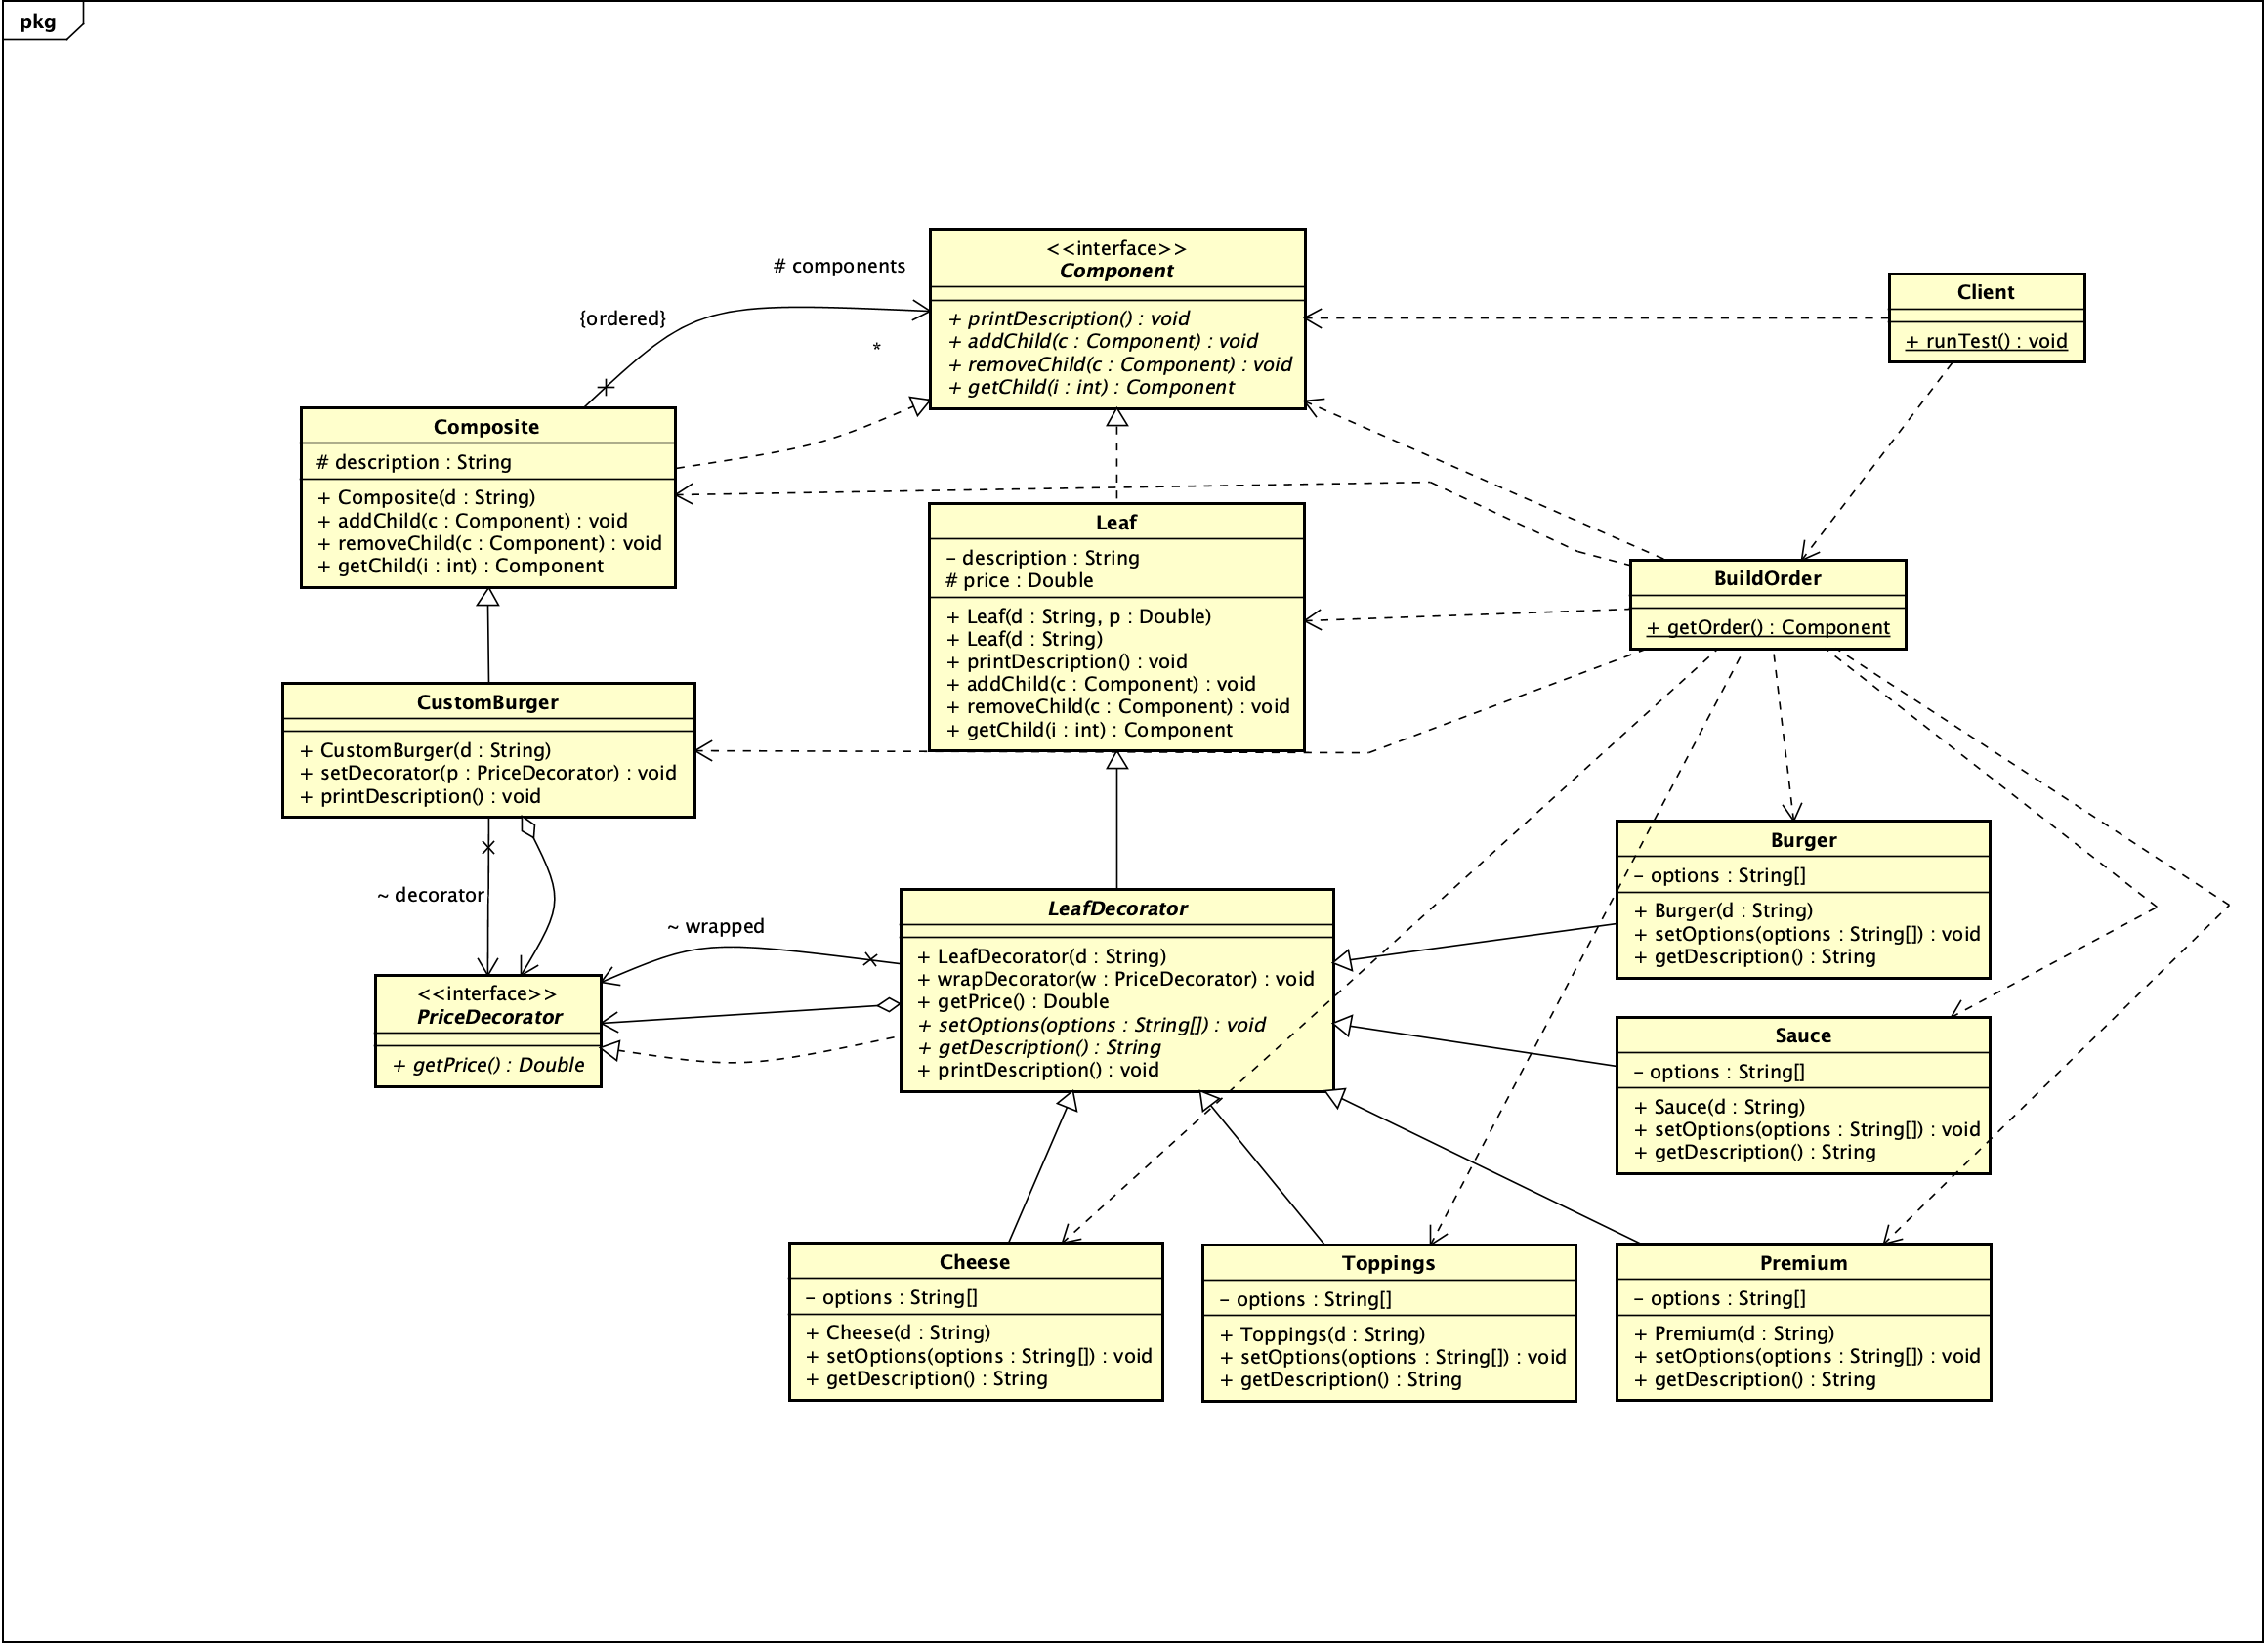 pkg
<<interface>>
Component
+ printDescription() : void
+ addChild(c : Component) : void
+ removeChild(c : Component) : void
+ getChild(i : int) : Component
# components
{ordered}
*
Client
+ runTest() : void
Composite
# description : String
+ Composite(d : String)
+ addChild(c : Component) : void
+ removeChild(c : Component) : void
+ getChild(i : int) : Component
Leaf
- description : String
# price : Double
+ Leaf(d : String, p : Double)
+ Leaf(d : String)
+ printDescription() : void
+ addChild(c : Component) : void
+ removeChild(c : Component) : void
+ getChild(i : int) : Component
BuildOrder
+ getOrder() : Component
CustomBurger
+ CustomBurger(d : String)
+ setDecorator(p : PriceDecorator) : void
+ printDescription() : void
~ decorator
~ wrapped
<<interface>>
PriceDecorator
+ getPrice() : Double
LeafDecorator
+ LeafDecorator(d : String)
+ wrapDecorator(w : PriceDecorator) : void
+ getPrice() : Double
+ setOptions(options : String[]) : void
+ getDescription() : String
+ printDescription() : void
Burger
- options : String[]
+ Burger(d : String)
+ setOptions(options : String[]) : void
+ getDescription() : String
Sauce
- options : String[]
+ Sauce(d : String)
+ setOptions(options : String[]) : void
+ getDescription() : String
Cheese
- options : String[]
+ Cheese(d : String)
+ setOptions(options : String[]) : void
+ getDescription() : String
Toppings
- options : String[]
+ Toppings(d : String)
+ setOptions(options : String[]) : void
+ getDescription() : String
Premium
- options : String[]
+ Premium(d : String)
+ setOptions(options : String[]) : void
+ getDescription() : String